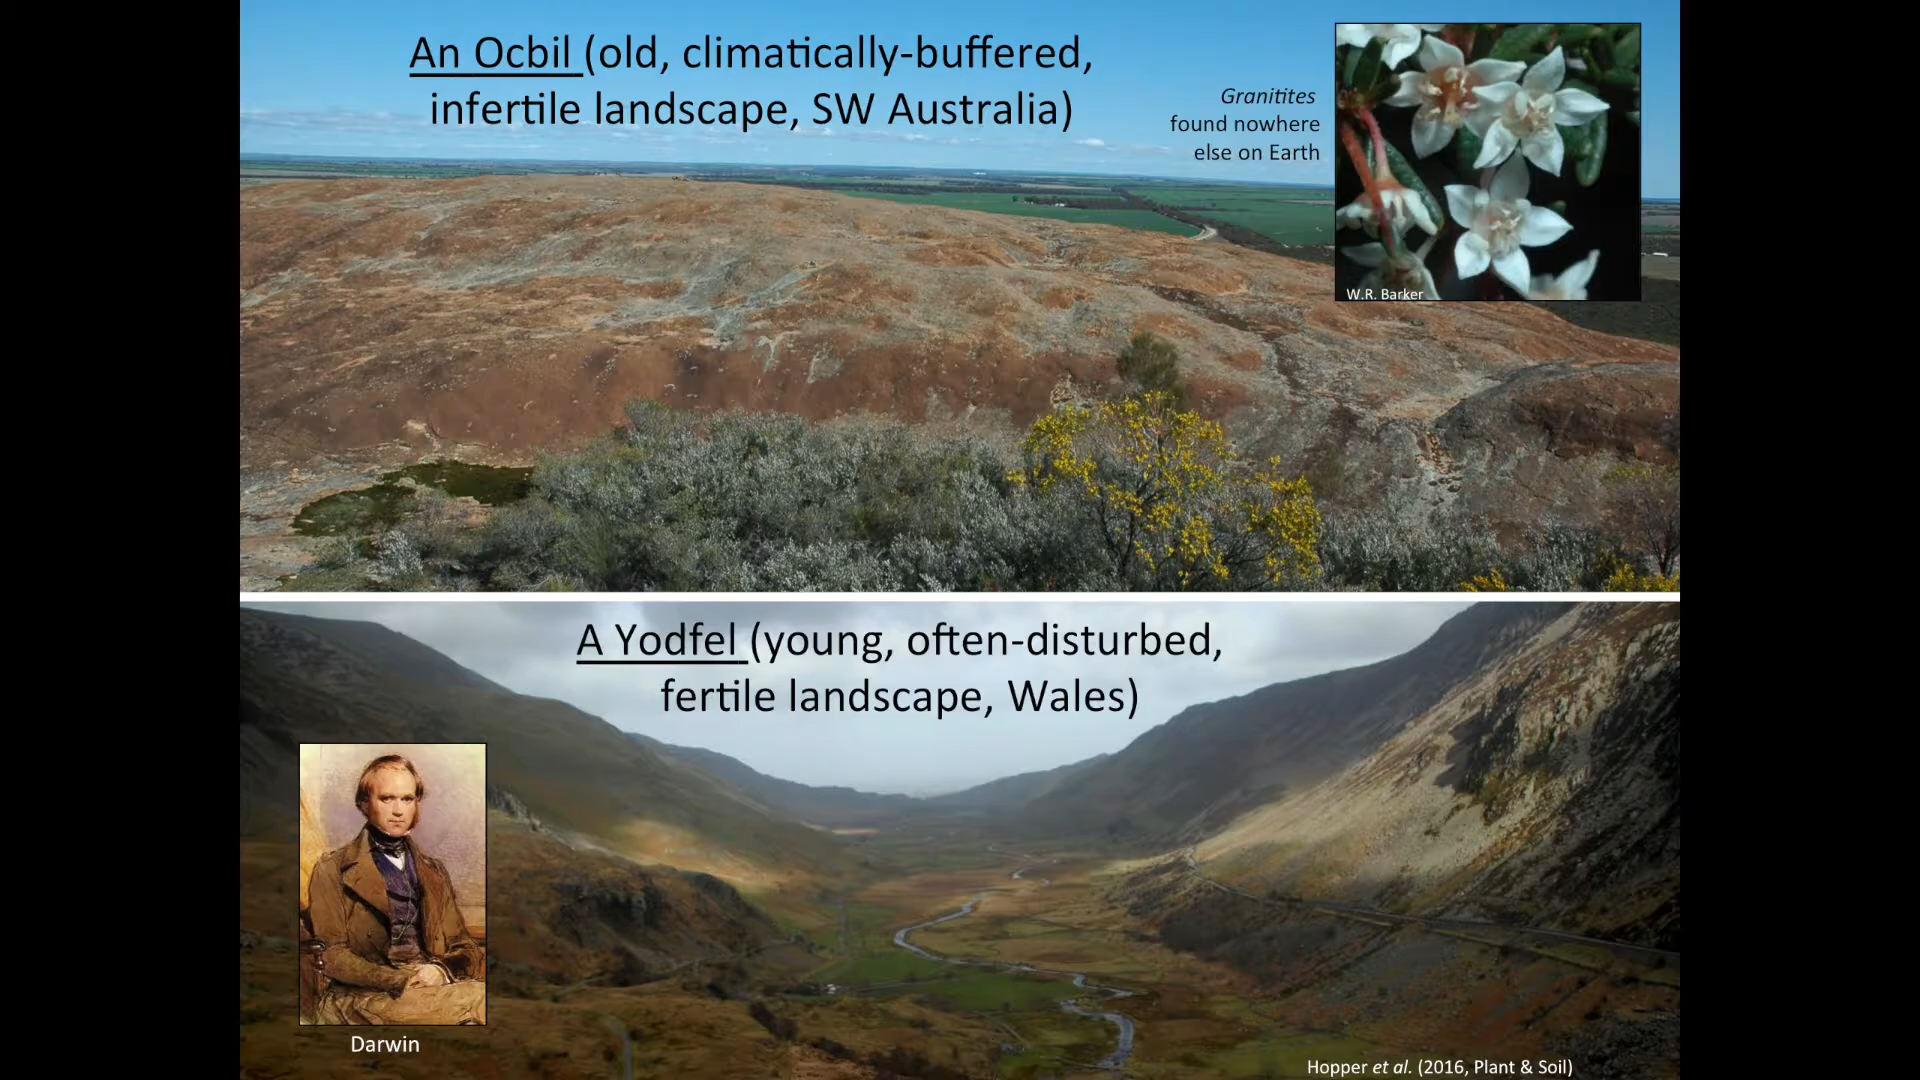 An Ocbil (old, climatically-buffered,
infertile landscape, SW Australia)
Granitites
found nowhere
else on Earth
W.R. Barker
A Yodfel (young, often-disturbed,
fertile landscape, Wales)
Darwin
Hopper et al. (2016, Plant & Soil)